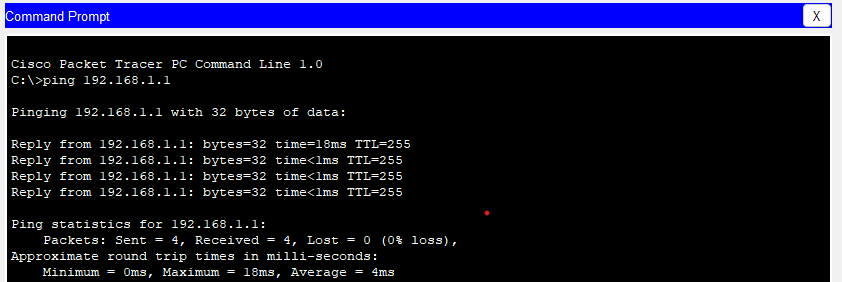 Command Prompt
X
Cisco Packet Tracer PC Command Line 1.0
C:\>ping 192.168.1.1
Pinging 192.168.1.1 with 32 bytes of data:
Reply from 192.168.1.1: bytes=32 time=18ms TTL=255
Reply from 192.168.1.1: bytes=32 time<1ms TTL=255
Reply from 192.168.1.1: bytes=32 time<1ms TTL=255
Reply from 192.168.1.1: bytes=32 time<1ms TTL=255
Ping statistics for 192.168.1.1:
    Packets: Sent = 4, Received = 4, Lost = 0 (0% loss),
Approximate round trip times in milli-seconds:
    Minimum = 0ms, Maximum = 18ms, Average = 4ms